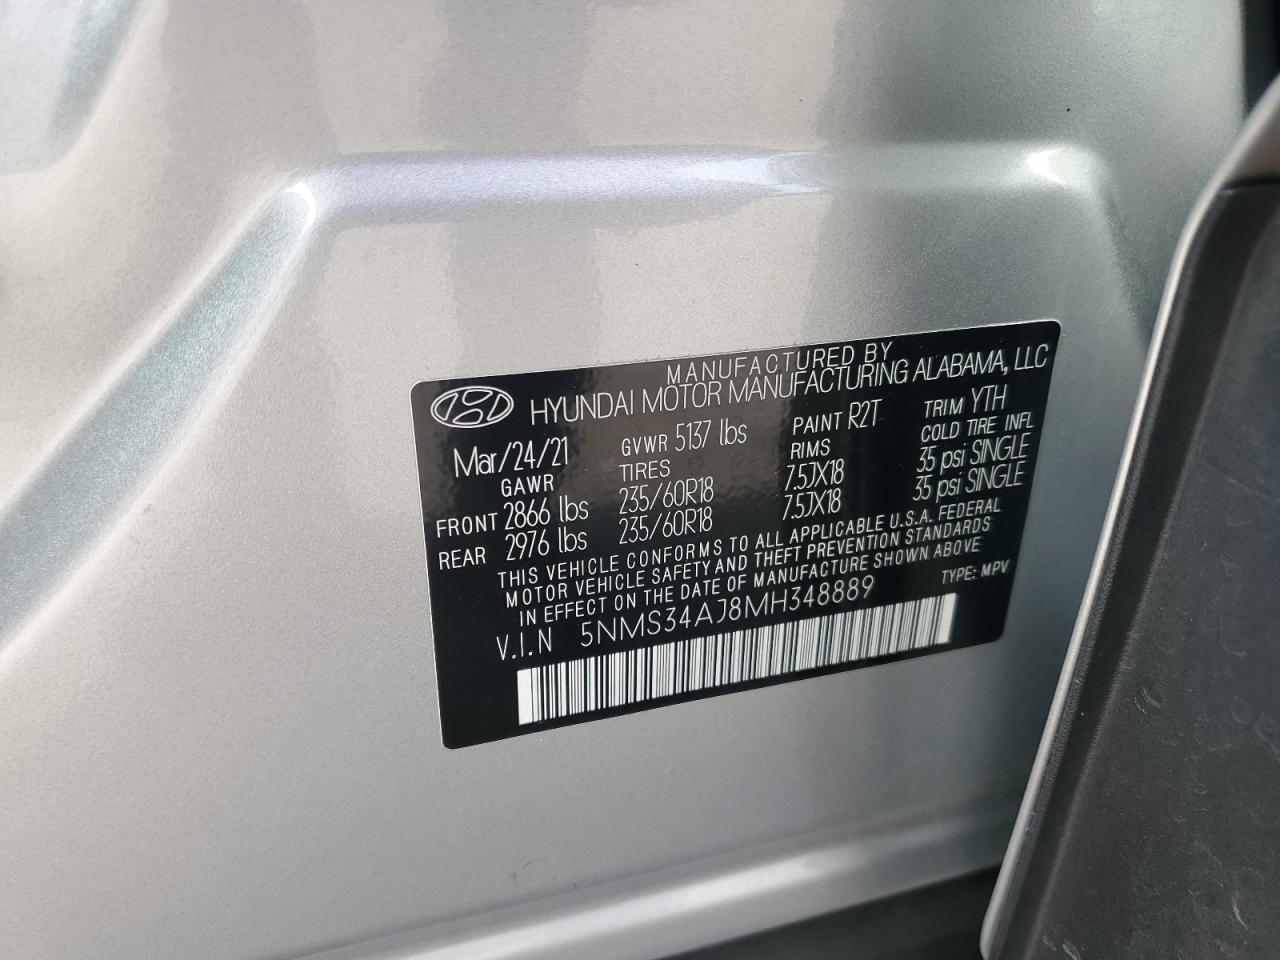 MANUFACTURED BY
HYUNDAI MOTOR MANUFACTURING ALABAMA, LLC
Mar/24/21 GVWR 5137 lbs PAINT R2T TRIM YTH
GAWR TIRES RIMS COLD TIRE INFL
FRONT 2866 lbs 235/60R18 7.5JX18 35 psi SINGLE
REAR 2976 lbs 235/60R18 7.5JX18 35 psi SINGLE
THIS VEHICLE CONFORMS TO ALL APPLICABLE U.S.A. FEDERAL
MOTOR VEHICLE SAFETY AND THEFT PREVENTION STANDARDS
IN EFFECT ON THE DATE OF MANUFACTURE SHOWN ABOVE
V.I.N 5NMS34AJ8MH348889 TYPE: MPV